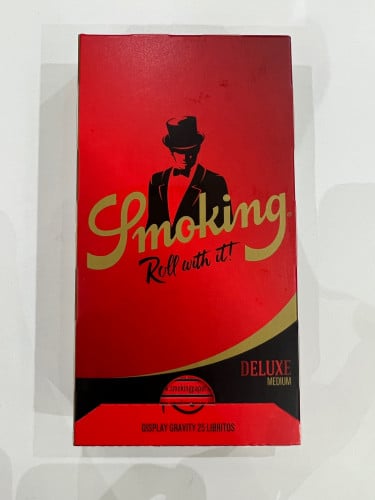 Smoking
Roll with it!
DELUXE
MEDIUM
DISPLAY GRAVITY 25 LIBRITOS